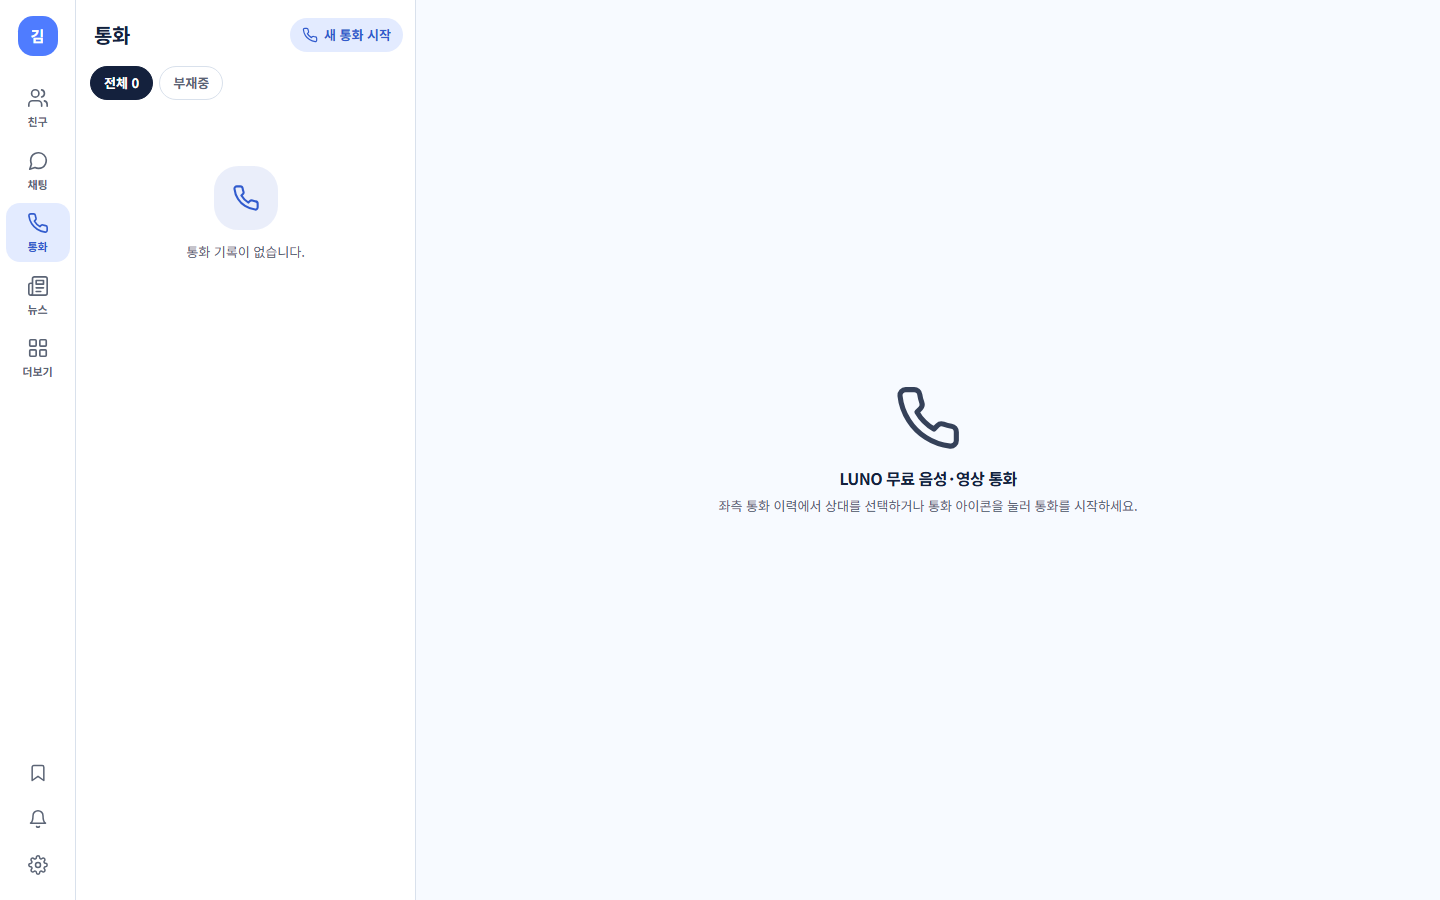 김
친구
채팅
통화
뉴스
더보기
통화
새 통화 시작
전체 0
부재중
통화 기록이 없습니다.
LUNO 무료 음성·영상 통화
좌측 통화 이력에서 상대를 선택하거나 통화 아이콘을 눌러 통화를 시작하세요.